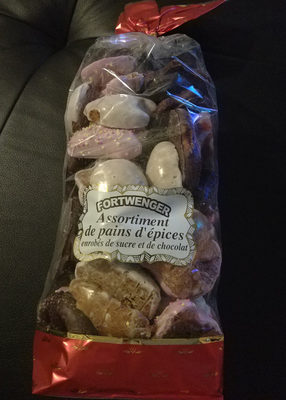 FORTWENGER
Assortiment
de pains d'épices
enrobés de sucre et de chocolat